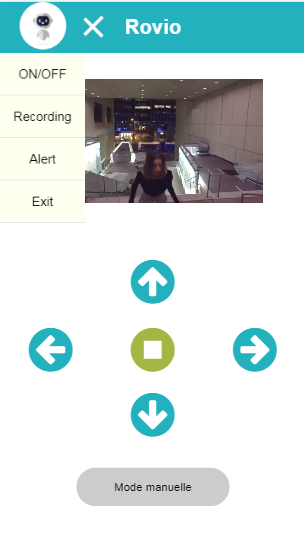 Rovio
ON/OFF
Recording
Alert
Exit
Mode manuelle